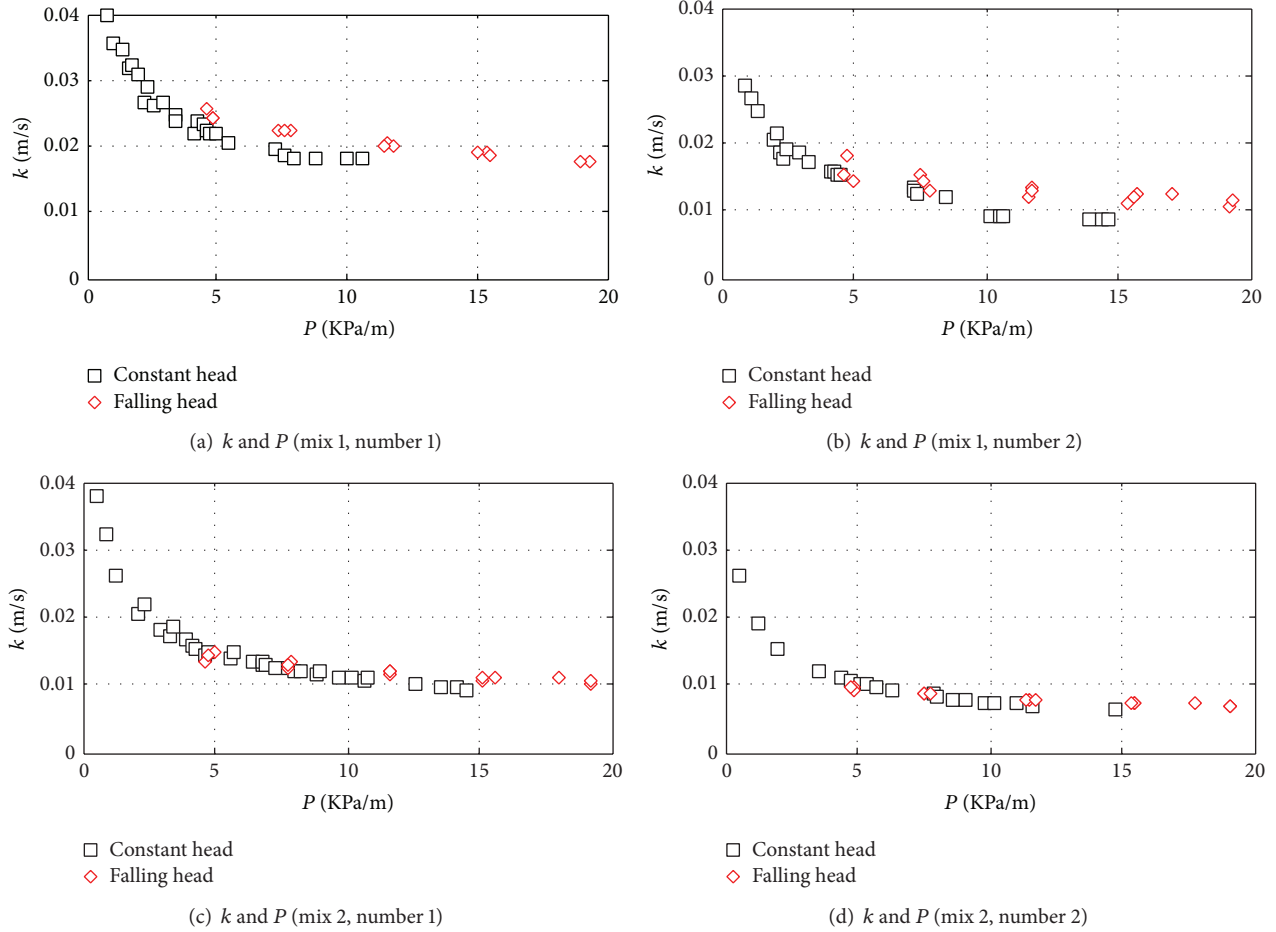 0.04
0.03
0.02
0.01
0
k (m/s)
0 5 10 15 20
P (KPa/m)
Constant head
Falling head
(a) k and P (mix 1, number 1)
0.04
0.03
0.02
0.01
0
k (m/s)
0 5 10 15 20
P (KPa/m)
Constant head
Falling head
(b) k and P (mix 1, number 2)
0.04
0.03
0.02
0.01
0
k (m/s)
0 5 10 15 20
P (KPa/m)
Constant head
Falling head
(c) k and P (mix 2, number 1)
0.04
0.03
0.02
0.01
0
k (m/s)
0 5 10 15 20
P (KPa/m)
Constant head
Falling head
(d) k and P (mix 2, number 2)